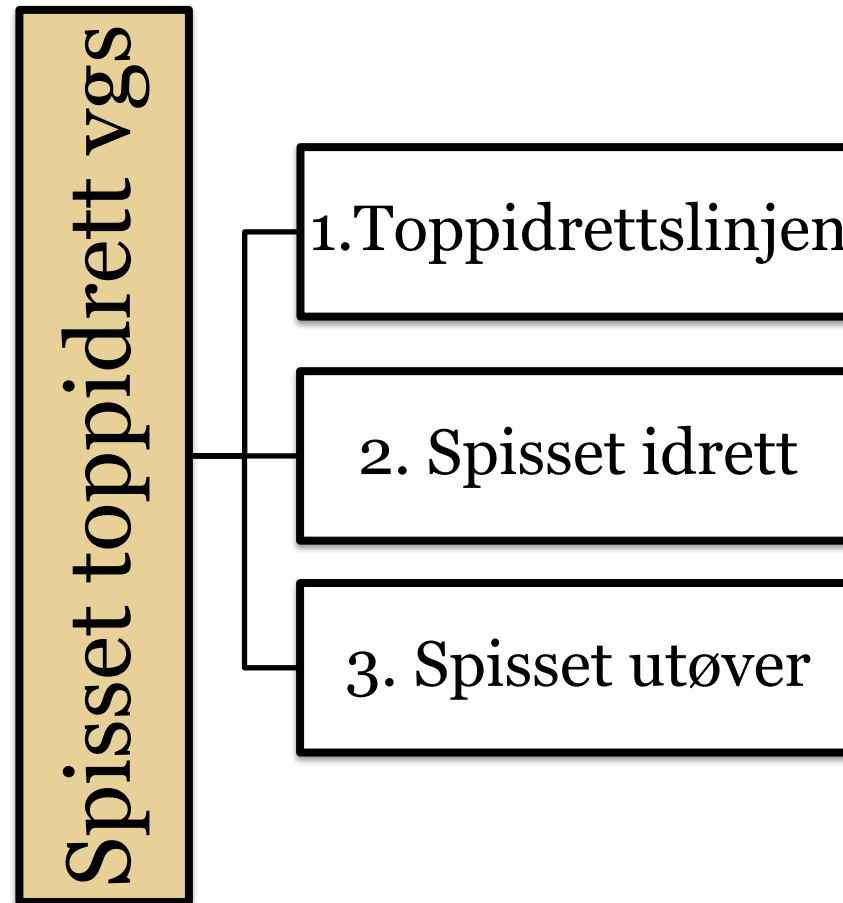 Spisset toppidrett vgs
1.Toppidrettslinjen
2. Spisset idrett
3. Spisset utøver